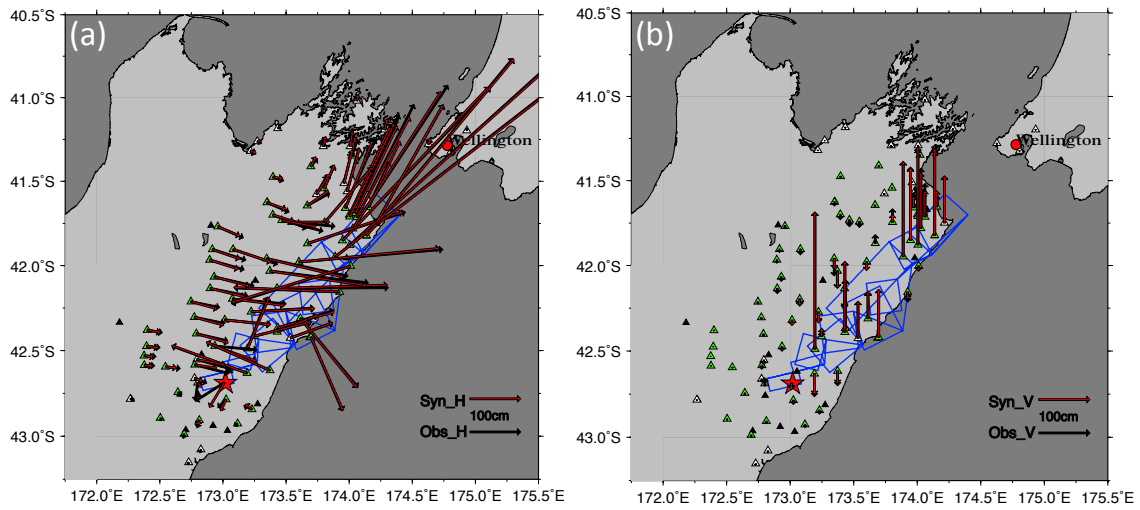 (a)
40.5˚S
41.0˚S
41.5˚S
42.0˚S
42.5˚S
43.0˚S
Wellington
Syn_H
100cm
Obs_H
172.0˚E 172.5˚E 173.0˚E 173.5˚E 174.0˚E 174.5˚E 175.0˚E 175.5˚E
(b)
40.5˚S
41.0˚S
41.5˚S
42.0˚S
42.5˚S
43.0˚S
Wellington
Syn_V
100cm
Obs_V
172.0˚E 172.5˚E 173.0˚E 173.5˚E 174.0˚E 174.5˚E 175.0˚E 175.5˚E